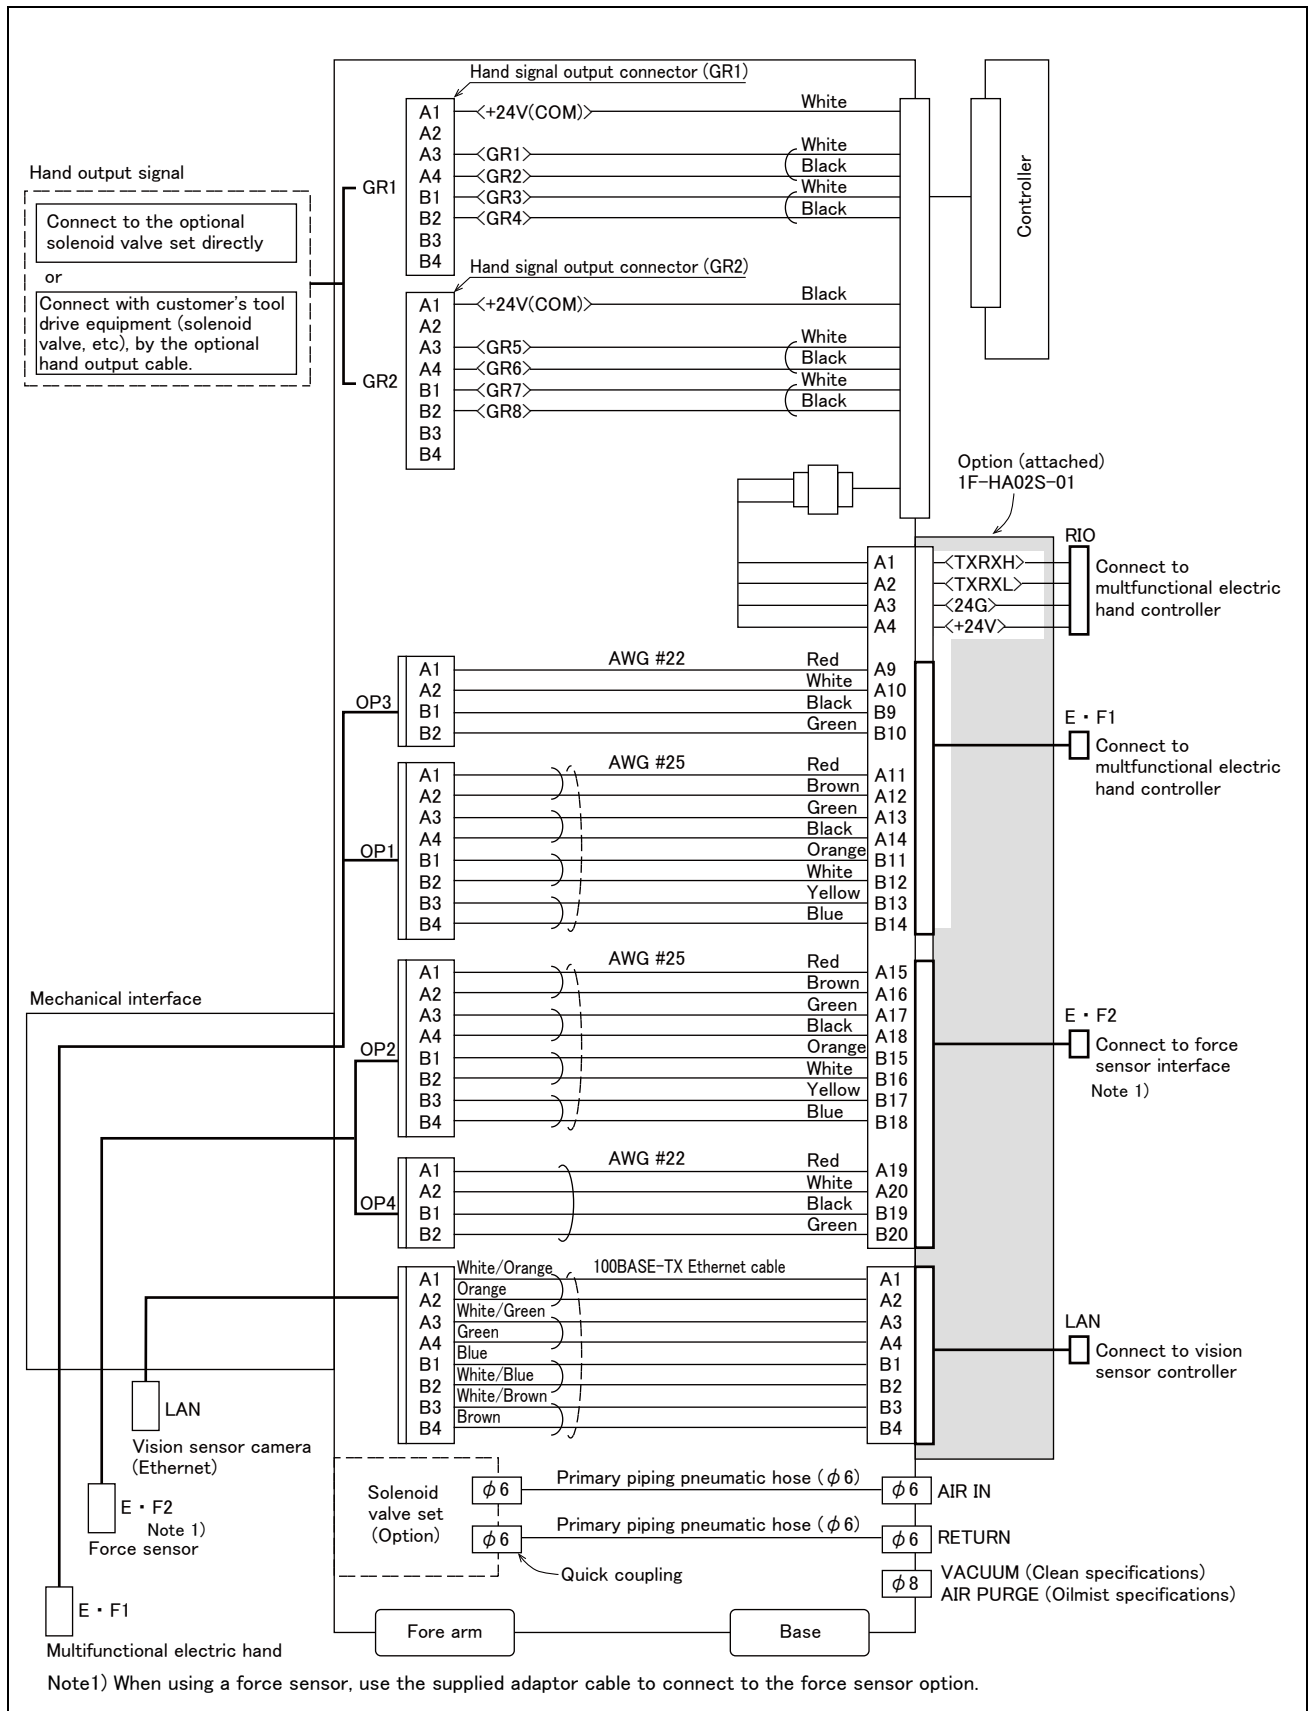 Hand signal output connector (GR1)
A1 <+24V(COM)> White
A2
A3 <GR1> White
A4 <GR2> Black
B1 <GR3> White
B2 <GR4> Black
B3
B4
Controller
Hand output signal
Connect to the optional
solenoid valve set directly
or
Connect with customer's tool
drive equipment (solenoid
valve, etc), by the optional
hand output cable.
GR1
GR2
Hand signal output connector (GR2)
A1 <+24V(COM)> Black
A2
A3 <GR5> White
A4 <GR6> Black
B1 <GR7> White
B2 <GR8> Black
B3
B4
Option (attached)
1F-HA02S-01
RIO
A1 <TXRXH>
A2 <TXRXL>
A3 <24G>
A4 <+24V>
Connect to
multfunctional electric
hand controller
OP3
AWG #22
A1 Red A9
A2 White A10
B1 Black B9
B2 Green B10
E・F1
Connect to
multfunctional electric
hand controller
OP1
AWG #25
A1 Red A11
A2 Brown A12
A3 Green A13
A4 Black A14
B1 Orange B11
B2 White B12
B3 Yellow B13
B4 Blue B14
Mechanical interface
OP2
AWG #25
A1 Red A15
A2 Brown A16
A3 Green A17
A4 Black A18
B1 Orange B15
B2 White B16
B3 Yellow B17
B4 Blue B18
E・F2
Connect to force
sensor interface
Note 1)
OP4
AWG #22
A1 Red A19
A2 White A20
B1 Black B19
B2 Green B20
100BASE-TX Ethernet cable
A1 White/Orange A1
A2 Orange A2
A3 White/Green A3
A4 Green A4
B1 Blue B1
B2 White/Blue B2
B3 White/Brown B3
B4 Brown B4
LAN
Connect to vision
sensor controller
LAN
Vision sensor camera
(Ethernet)
E・F2
Note 1)
Force sensor
E・F1
Multifunctional electric hand
Solenoid
valve set
(Option)
φ6 Primary piping pneumatic hose (φ6) φ6 AIR IN
φ6 Primary piping pneumatic hose (φ6) φ6 RETURN
Quick coupling
φ8 VACUUM (Clean specifications)
AIR PURGE (Oilmist specifications)
Fore arm
Base
Note1) When using a force sensor, use the supplied adaptor cable to connect to the force sensor option.